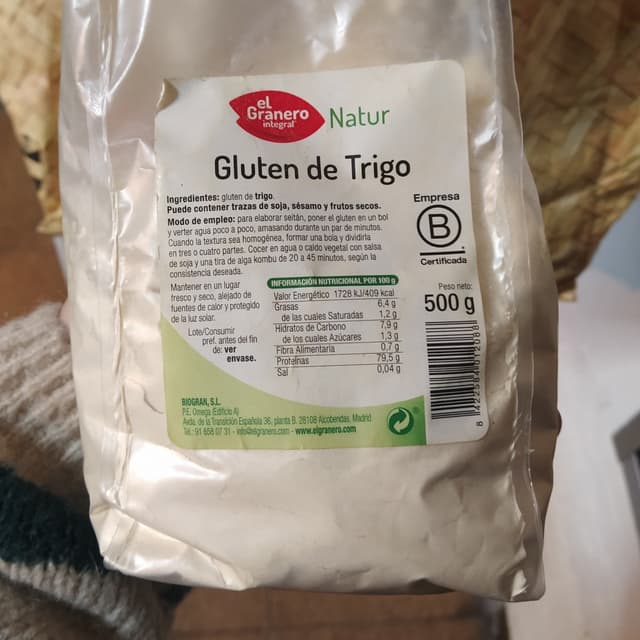 el
Granero
integral
Natur
Gluten de Trigo
Ingredientes: gluten de trigo.
Puede contener trazas de soja, sésamo y frutos secos.
Modo de empleo: para elaborar seitán, poner el gluten en un bol
y verter agua poco a poco, amasando durante un par de minutos.
Cuando la textura sea homogénea, formar una bola y dividirla
en tres o cuatro partes. Cocer en agua o caldo vegetal con salsa
de soja y una tira de alga kombu de 20 a 45 minutos, según la
consistencia deseada.
Mantener en un lugar
fresco y seco, alejado de
fuentes de calor y protegido
de la luz solar.
Lote/Consumir
pref. antes del fin
de: ver
envase.
INFORMACIÓN NUTRICIONAL POR 100 g
Valor Energético 1728 kJ/409 kcal
Grasas 6,4 g
de las cuales Saturadas 1,2 g
Hidratos de Carbono 7,9 g
de los cuales Azúcares 1,3 g
Fibra Alimentaria 0,7 g
Proteínas 79,5 g
Sal 0,04 g
Empresa
B
Certificada
Peso neto:
500 g
BIOGRAN, S.L.
P.E. Omega (Edificio A)
Avda. de la Transición Española 36, planta B. 28108 Alcobendas, Madrid
Tel.: 91 658 07 31 - info@elgranero.com - www.elgranero.com